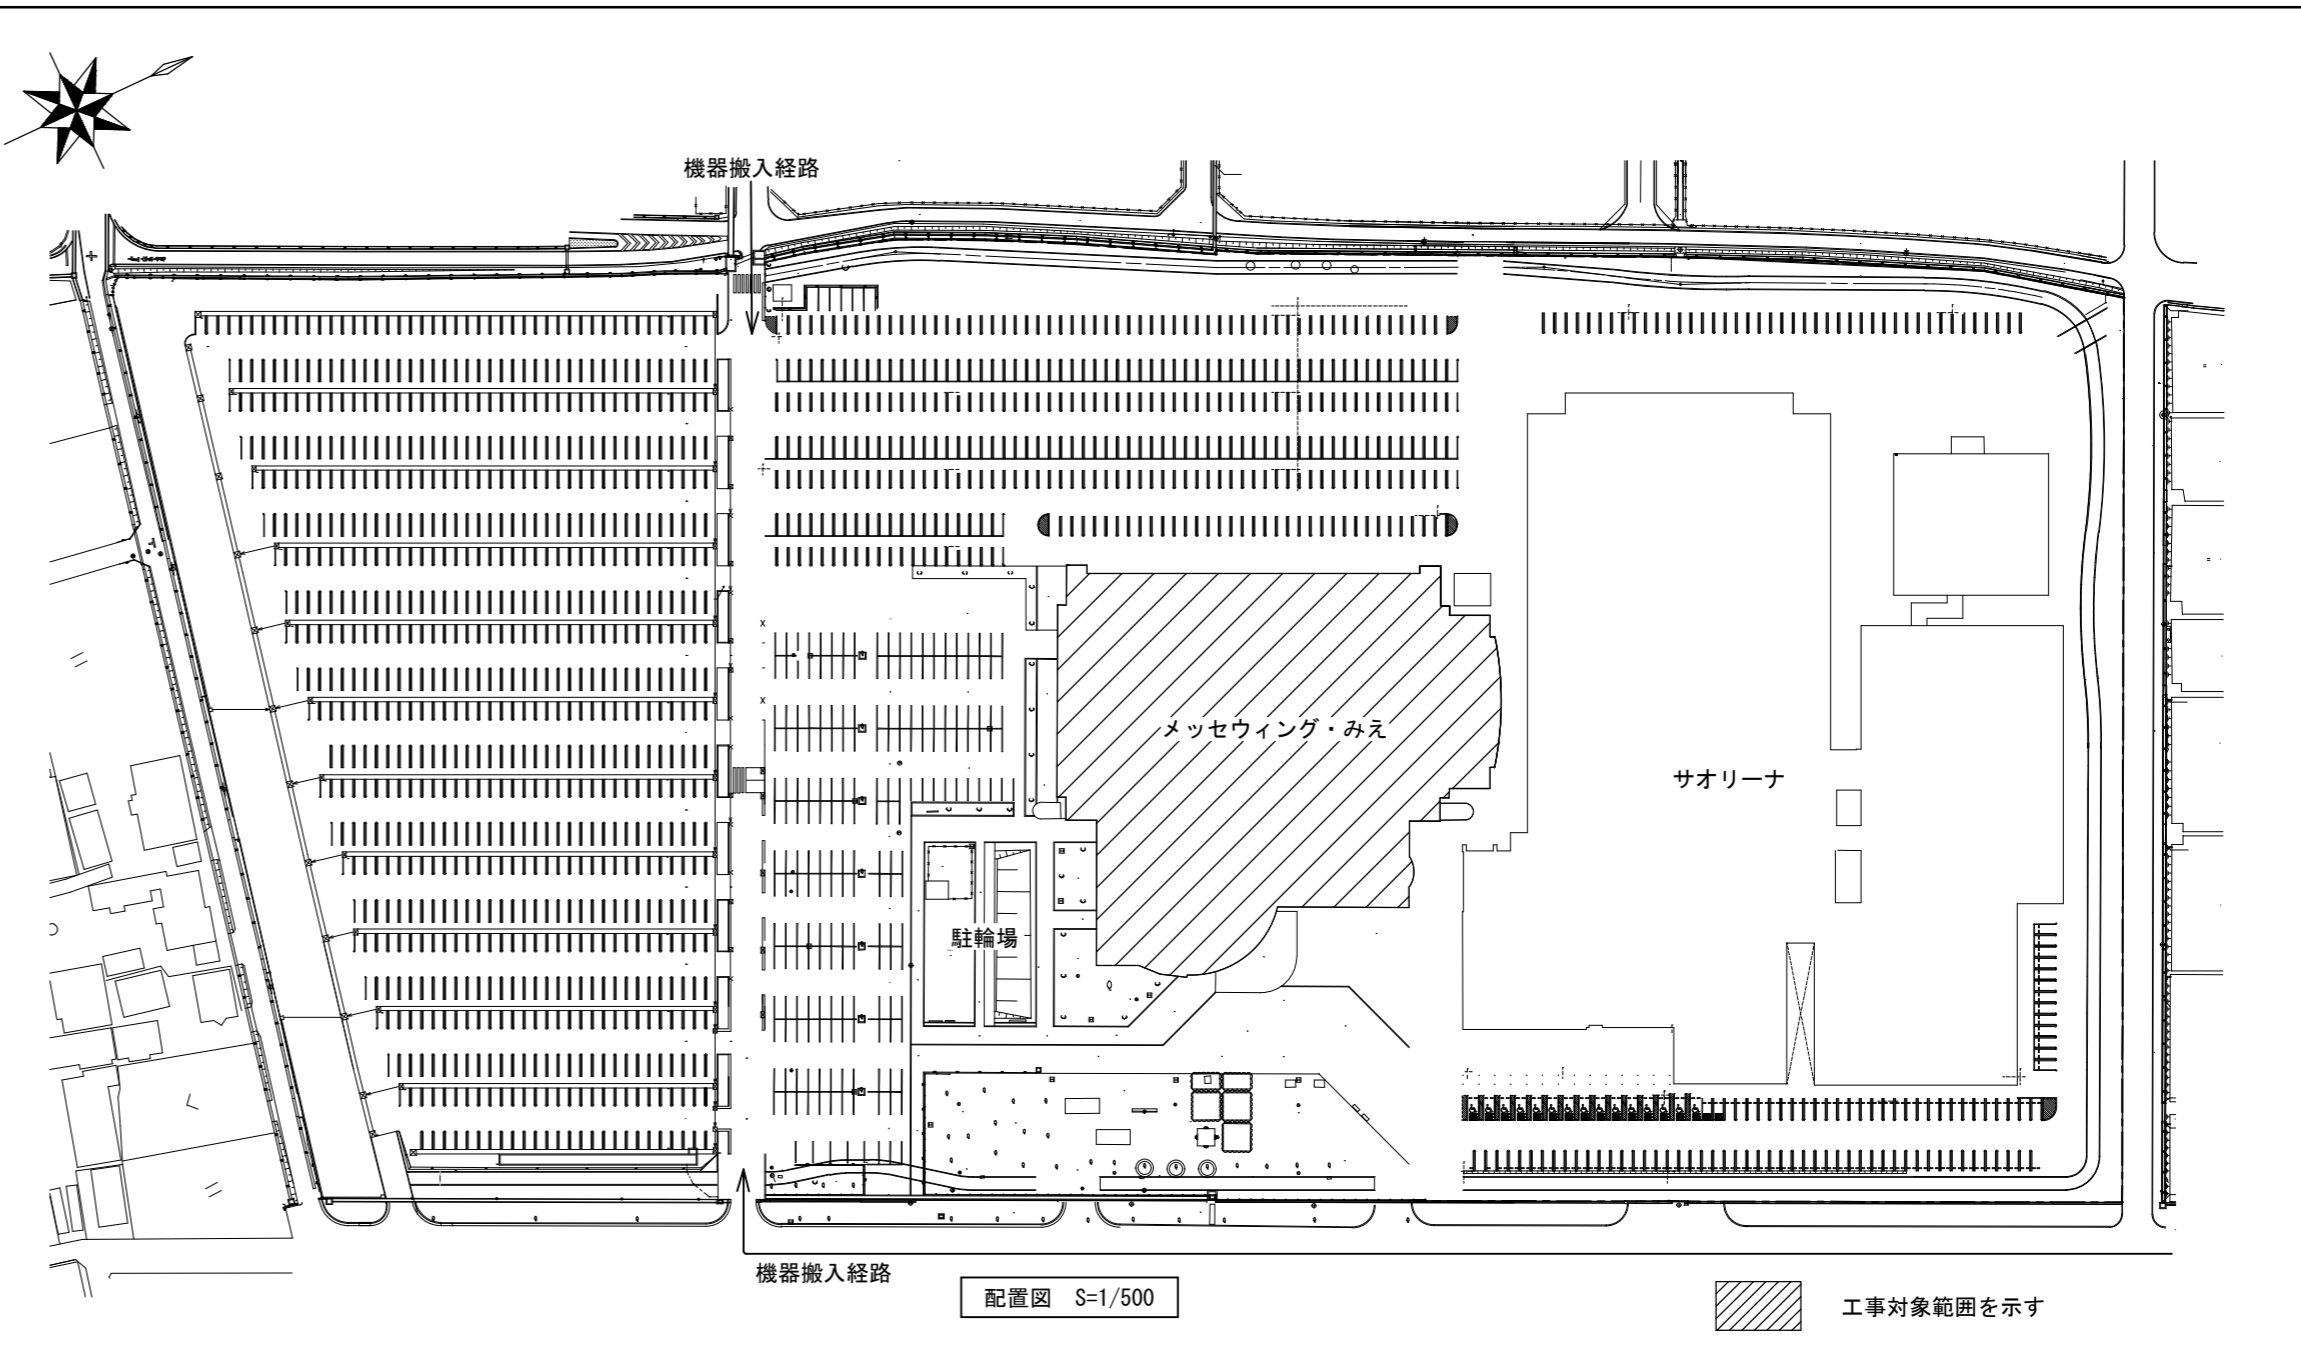 機器搬入経路
メッセウィング・みえ
サオリーナ
駐輪場
機器搬入経路
配置図 S=1/500
工事対象範囲を示す